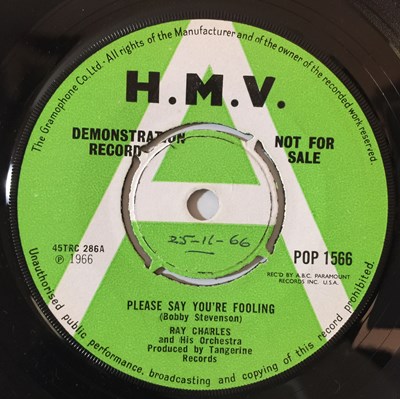 The Gramophone Co. Ltd. · All rights of the Manufacturer and of the owner of the recorded work reserved
H.M.V.
DEMONSTRATION
RECORD
NOT FOR
SALE
45TRC 286A
℗ 1966
25-11-66
POP 1566
REC'D BY A.B.C. PARAMOUNT
RECORDS INC. U.S.A.
PLEASE SAY YOU'RE FOOLING
(Bobby Stevenson)
RAY CHARLES
and His Orchestra
Produced by Tangerine
Records
Unauthorised public performance, broadcasting and copying of this record prohibited